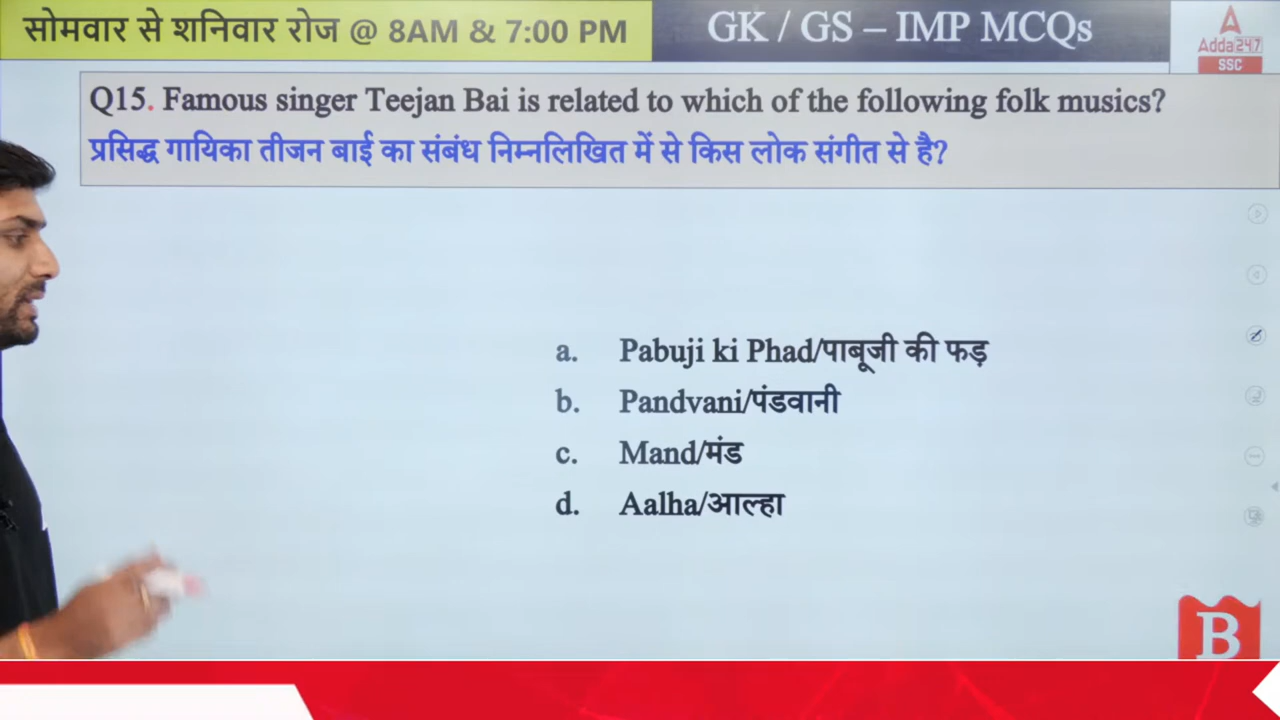 सोमवार से शनिवार रोज @ 8AM & 7:00 PM
GK / GS – IMP MCQs
Adda247
SSC
Q15. Famous singer Teejan Bai is related to which of the following folk musics?
प्रसिद्ध गायिका तीजन बाई का संबंध निम्नलिखित में से किस लोक संगीत से है?
a. Pabuji ki Phad/पाबूजी की फड़
b. Pandvani/पंडवानी
c. Mand/मंड
d. Aalha/आल्हा
B